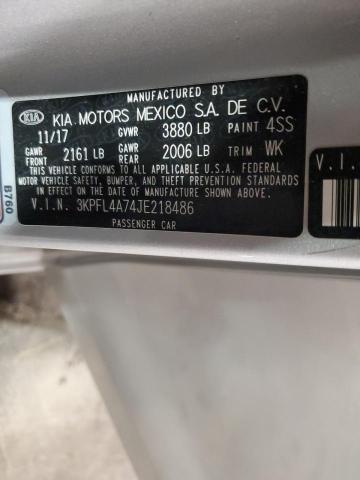 MANUFACTURED BY
KIA KIA MOTORS MEXICO S.A. DE C.V.
11/17 GVWR 3880 LB PAINT 4SS
GAWR FRONT 2161 LB GAWR REAR 2006 LB TRIM WK
THIS VEHICLE CONFORMS TO ALL APPLICABLE U.S. FEDERAL
MOTOR VEHICLE SAFETY, BUMPER, AND THEFT PREVENTION STANDARDS
IN EFFECT ON THE DATE OF MANUFACTURE SHOWN ABOVE.
V.I.N. 3KPFL4A74JE218486
PASSENGER CAR
B760
V.I.